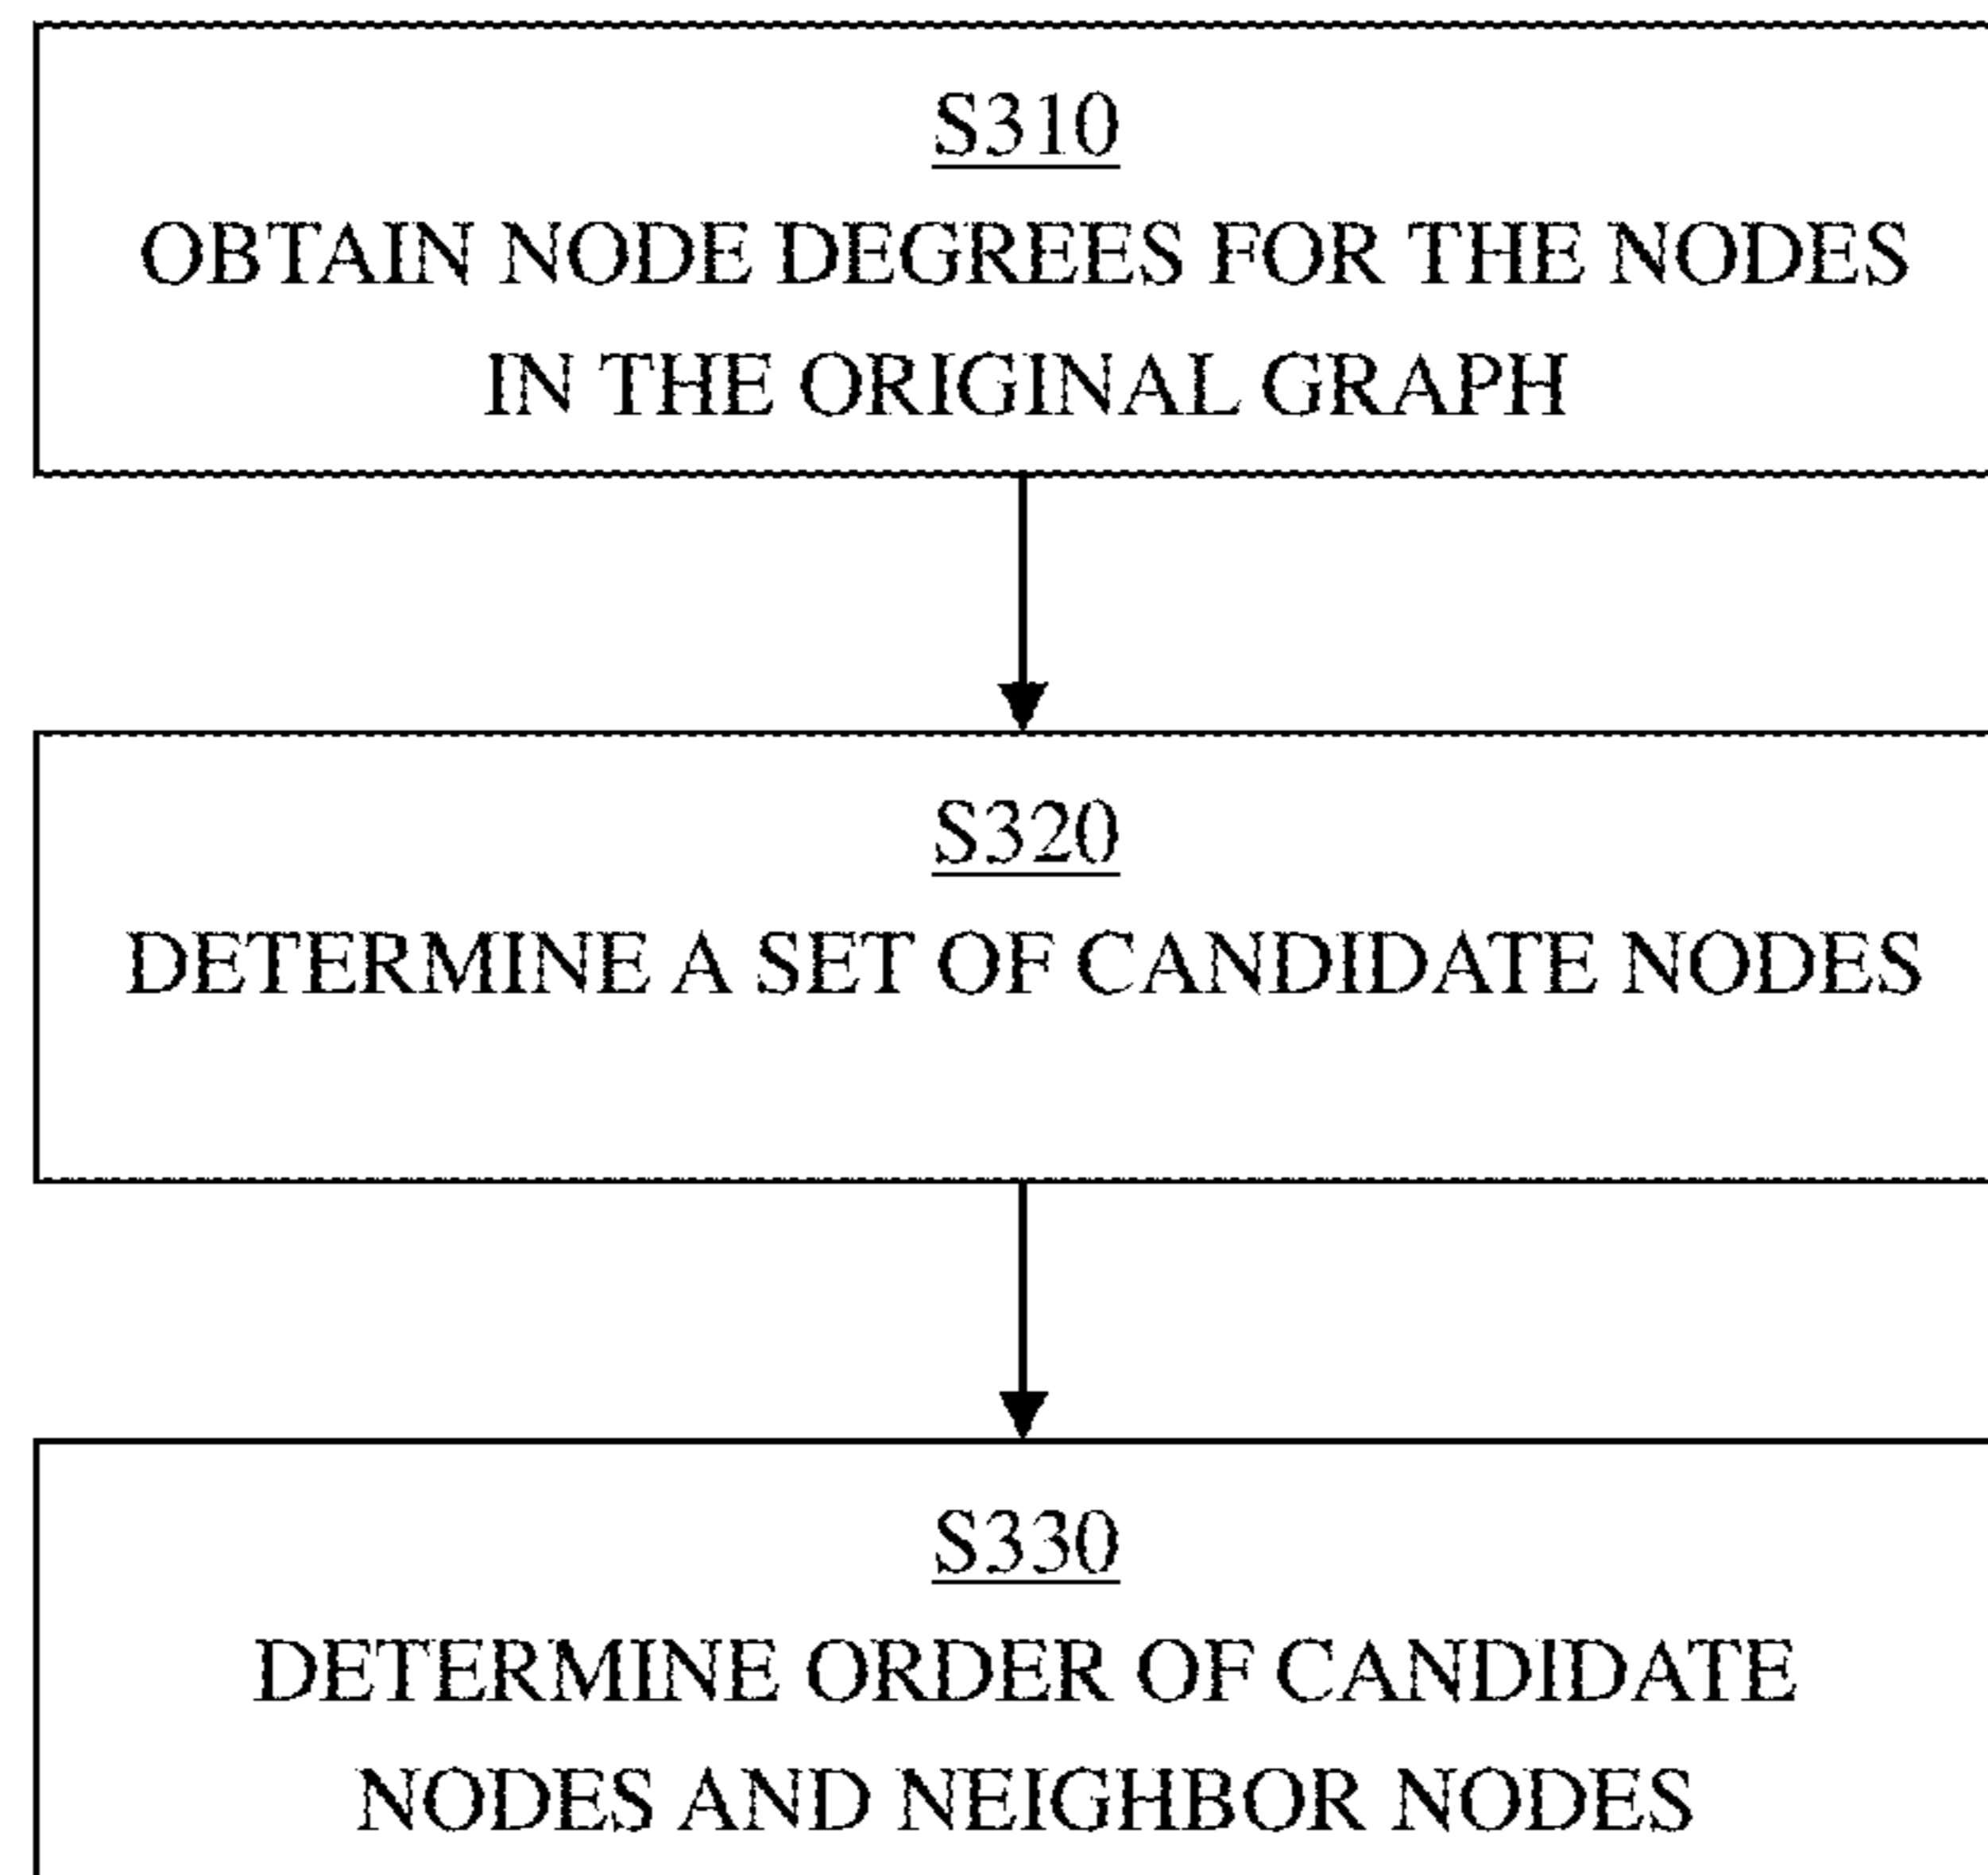 S310
OBTAIN NODE DEGREES FOR THE NODES
IN THE ORIGINAL GRAPH
S320
DETERMINE A SET OF CANDIDATE NODES
S330
DETERMINE ORDER OF CANDIDATE
NODES AND NEIGHBOR NODES